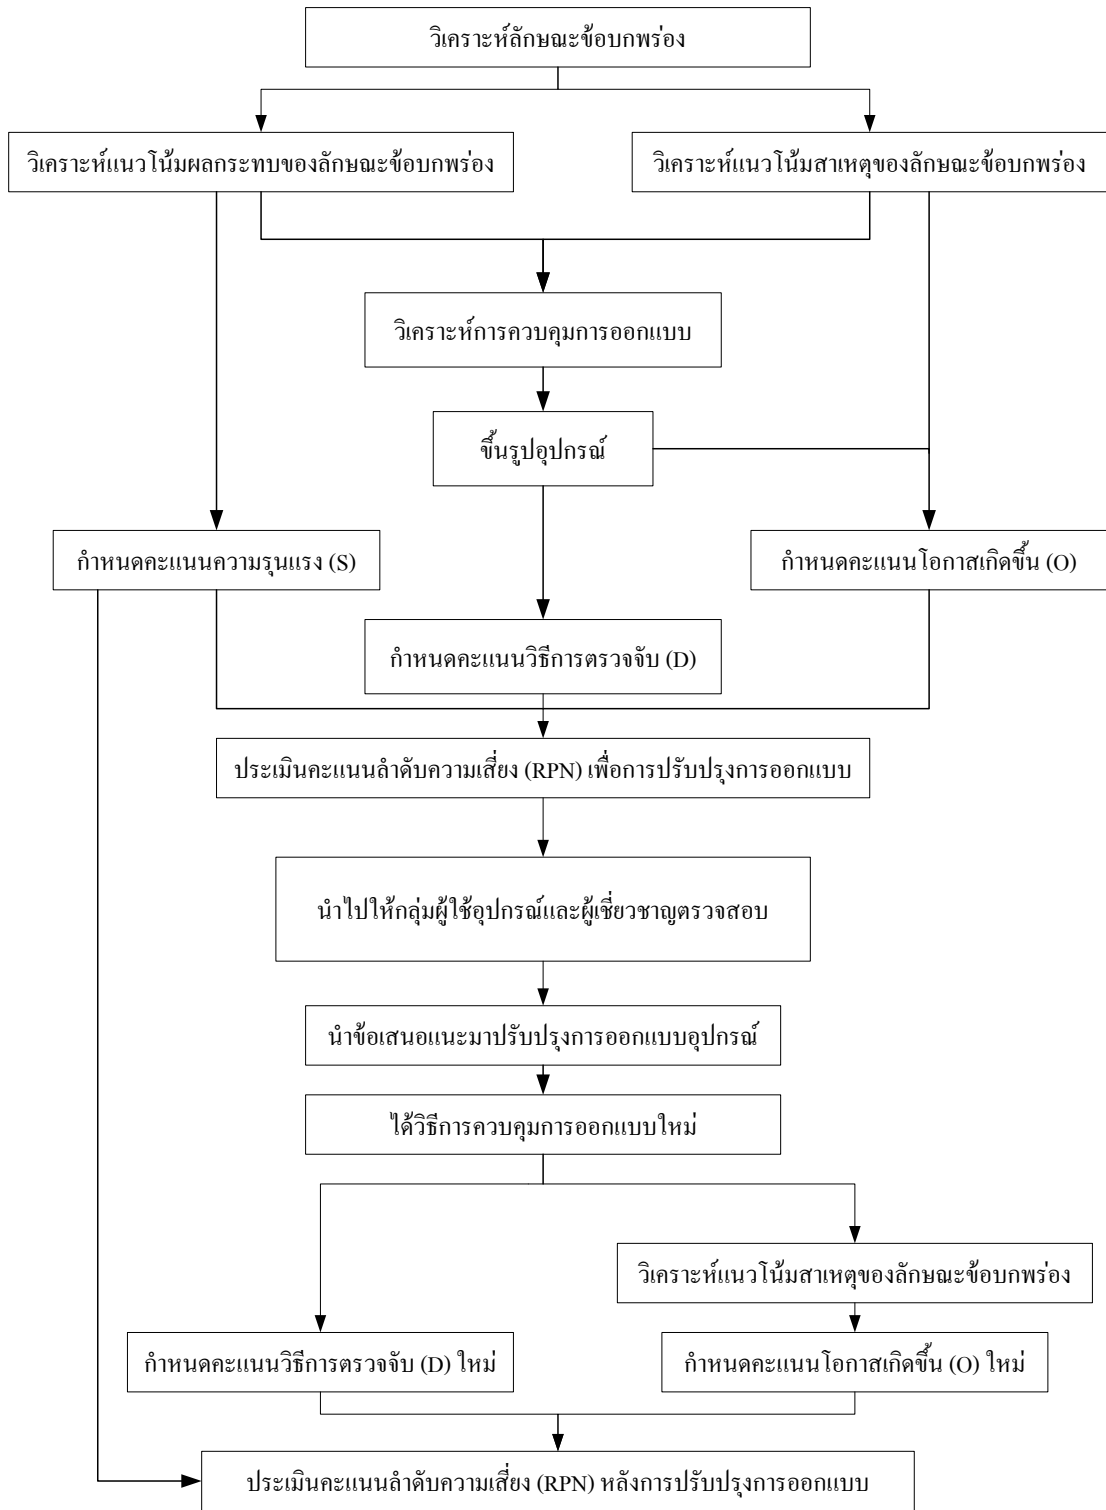 วิเคราะห์ลักษณะข้อบกพร่อง
วิเคราะห์แนวโน้มผลกระทบของลักษณะข้อบกพร่อง
วิเคราะห์แนวโน้มสาเหตุของลักษณะข้อบกพร่อง
วิเคราะห์การควบคุมการออกแบบ
ขึ้นรูปอุปกรณ์
กำหนดคะแนนความรุนแรง (S)
กำหนดคะแนนโอกาสเกิดขึ้น (O)
กำหนดคะแนนวิธีการตรวจจับ (D)
ประเมินคะแนนลำดับความเสี่ยง (RPN) เพื่อการปรับปรุงการออกแบบ
นำไปให้กลุ่มผู้ใช้อุปกรณ์และผู้เชี่ยวชาญตรวจสอบ
นำข้อเสนอแนะมาปรับปรุงการออกแบบอุปกรณ์
ได้วิธีการควบคุมการออกแบบใหม่
วิเคราะห์แนวโน้มสาเหตุของลักษณะข้อบกพร่อง
กำหนดคะแนนวิธีการตรวจจับ (D) ใหม่
กำหนดคะแนนโอกาสเกิดขึ้น (O) ใหม่
ประเมินคะแนนลำดับความเสี่ยง (RPN) หลังการปรับปรุงการออกแบบ